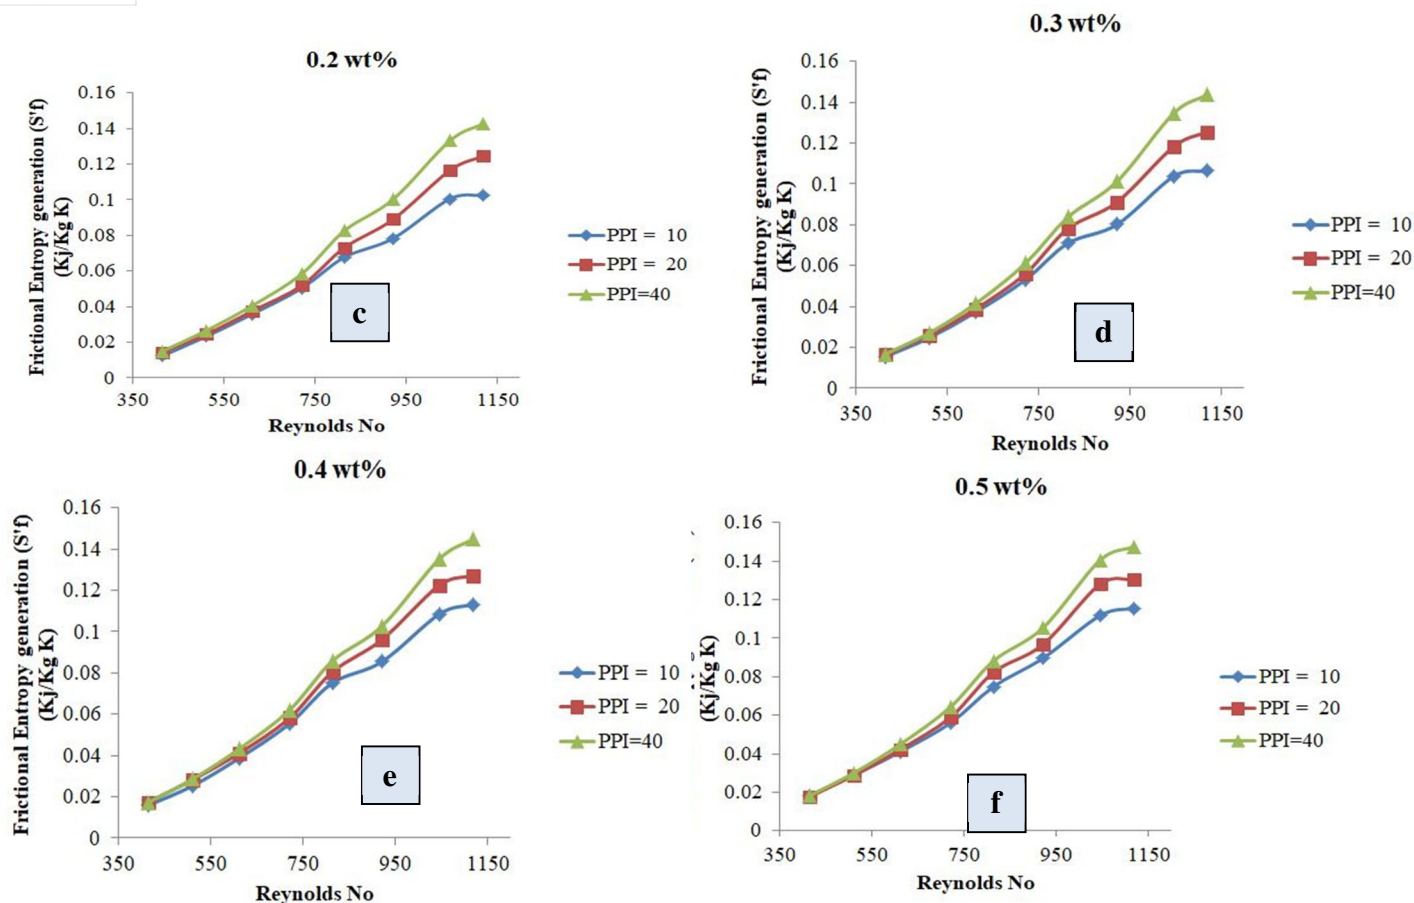 0.2 wt%
Frictional Entropy generation (S'f)
(Kj/Kg K)
0.16
0.14
0.12
0.1
0.08
0.06
0.04
0.02
0
350 550 750 950 1150
Reynolds No
PPI = 10
PPI = 20
PPI=40
c
0.3 wt%
Frictional Entropy generation (S'f)
(Kj/Kg K)
0.16
0.14
0.12
0.1
0.08
0.06
0.04
0.02
0
350 550 750 950 1150
Reynolds No
PPI = 10
PPI = 20
PPI=40
d
0.4 wt%
Frictional Entropy generation (S'f)
(Kj/Kg K)
0.16
0.14
0.12
0.1
0.08
0.06
0.04
0.02
0
350 550 750 950 1150
Reynolds No
PPI = 10
PPI = 20
PPI=40
e
0.5 wt%
(Kj/Kg K)
0.16
0.14
0.12
0.1
0.08
0.06
0.04
0.02
0
350 550 750 950 1150
Reynolds No
PPI = 10
PPI = 20
PPI=40
f